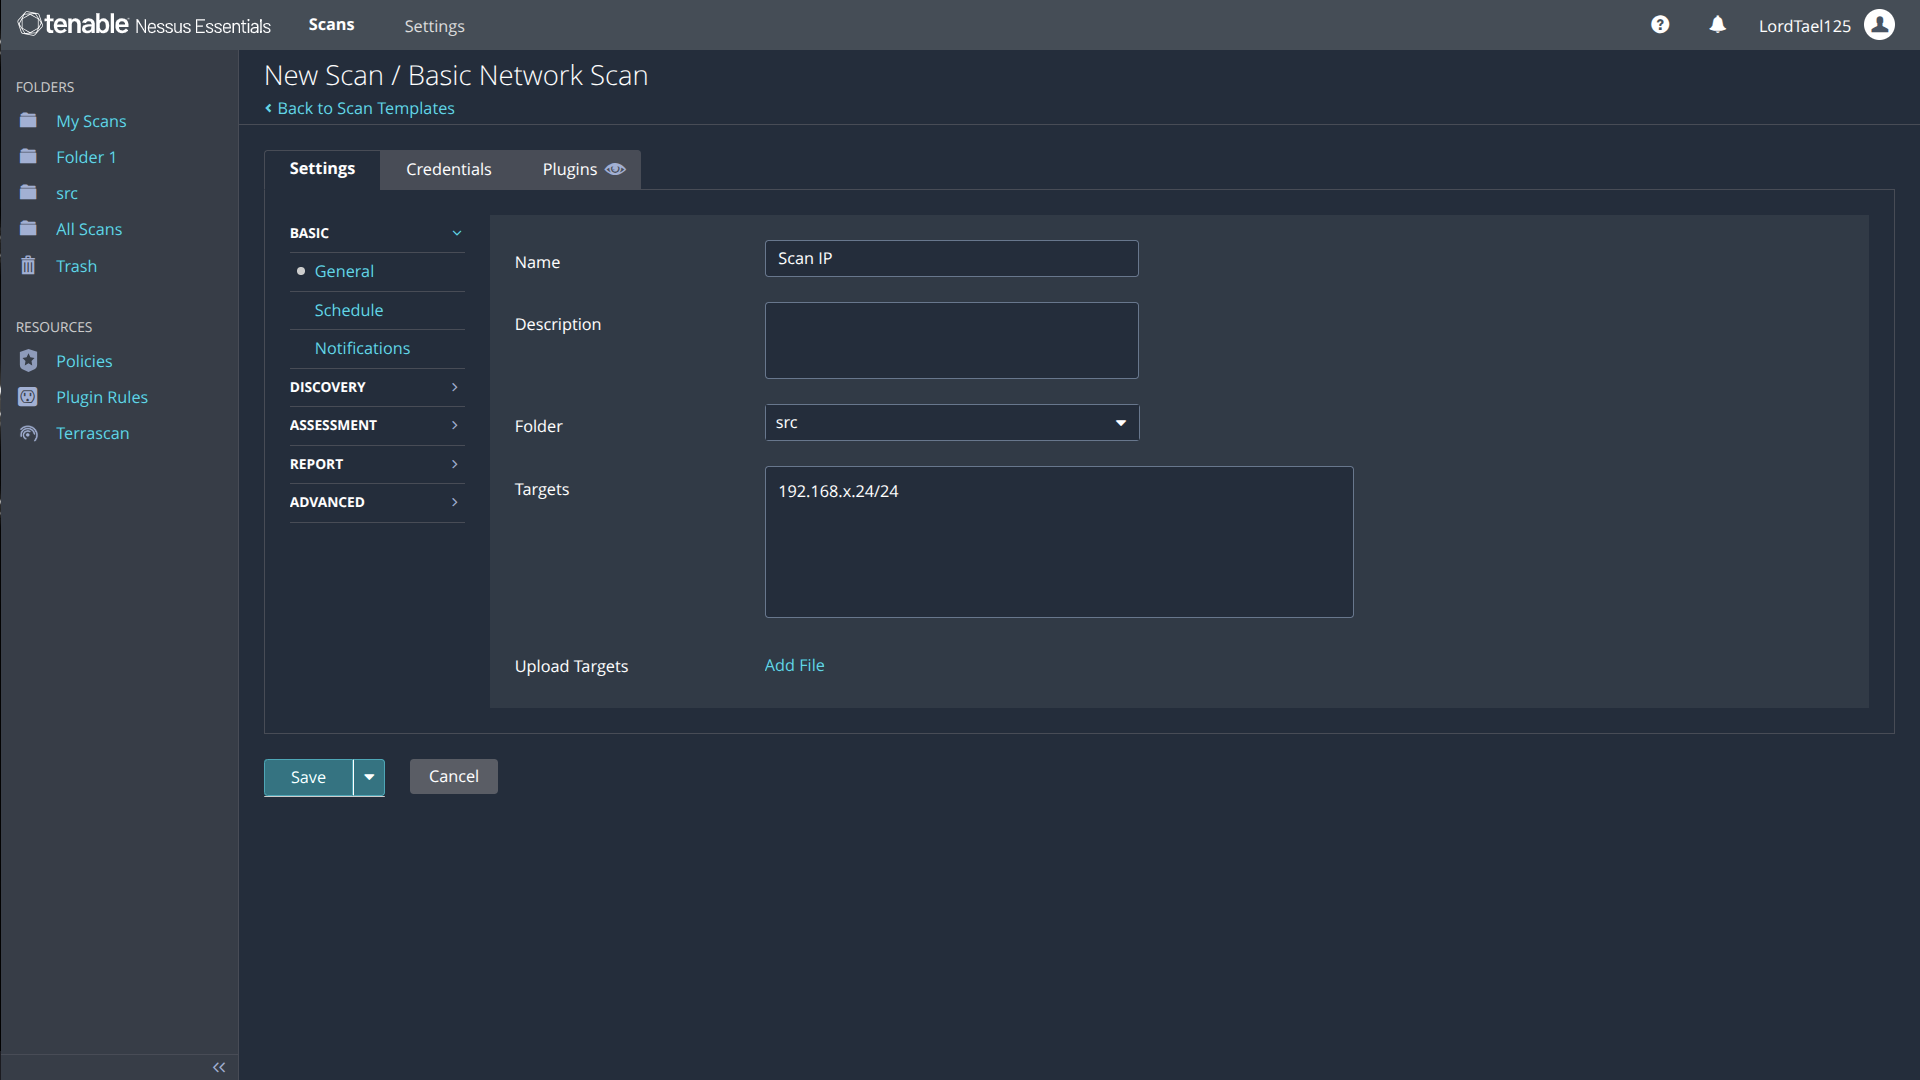 tenable Nessus Essentials Scans Settings LordTael125
FOLDERS
My Scans
Folder 1
src
All Scans
Trash
RESOURCES
Policies
Plugin Rules
Terrascan
New Scan / Basic Network Scan
Back to Scan Templates
Settings Credentials Plugins
BASIC
General
Schedule
Notifications
DISCOVERY
ASSESSMENT
REPORT
ADVANCED
Name Scan IP
Description
Folder src
Targets 192.168.x.24/24
Upload Targets Add File
Save Cancel